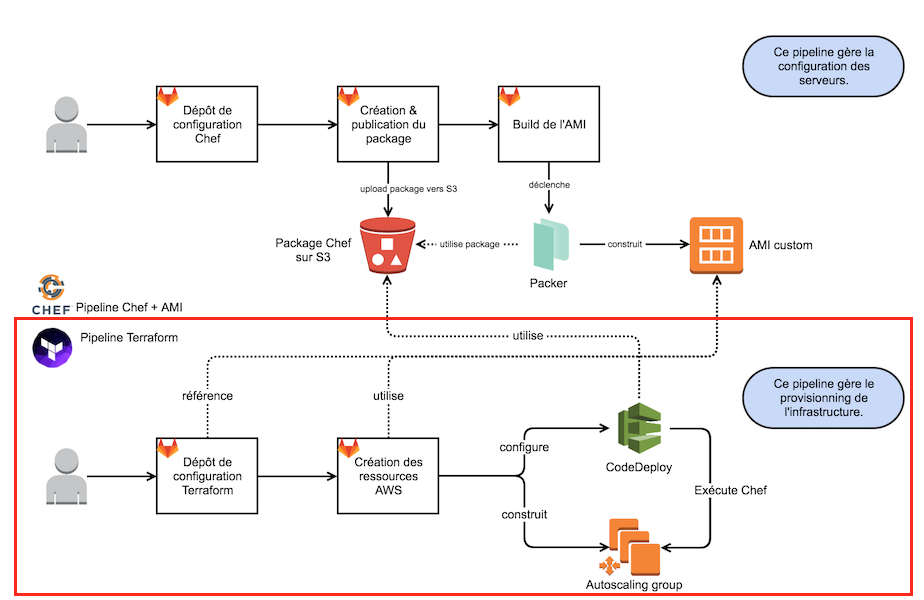 Ce pipeline gère la
configuration des
serveurs.
Dépôt de
configuration
Chef
Création &
publication du
package
Build de l'AMI
upload package vers S3
déclenche
Package Chef
sur S3
utilise package
construit
AMI custom
Packer
CHEF
Pipeline Chef + AMI
Pipeline Terraform
utilise
référence
utilise
Ce pipeline gère le
provisionning de
l'infrastructure.
Dépôt de
configuration
Terraform
Création des
ressources
AWS
configure
CodeDeploy
Exécute Chef
construit
Autoscaling group